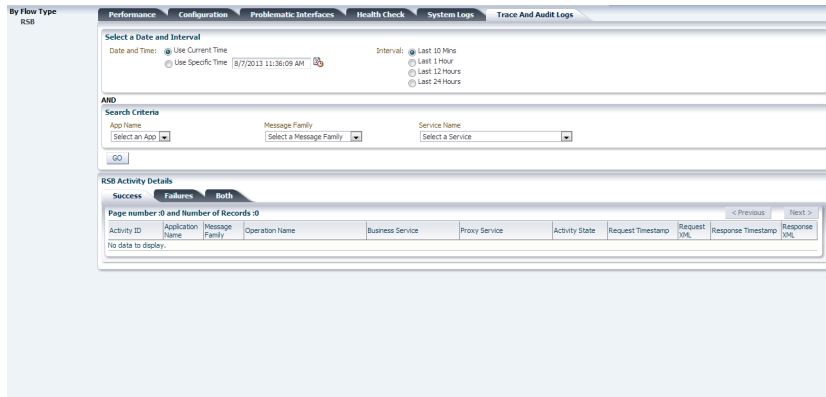 By Flow Type
RSB
Performance Configuration Problematic Interfaces Health Check System Logs Trace And Audit Logs
Select a Date and Interval
Date and Time: Use Current Time Interval: Last 10 Mins
Use Specific Time 8/7/2013 11:36:09 AM Last 1 Hour
Last 12 Hours
Last 24 Hours
AND
Search Criteria
App Name Message Family Service Name
Select an App Select a Message Family Select a Service
GO
RSB Activity Details
Success Failures Both
Page number :0 and Number of Records :0 < Previous Next >
Activity ID Application Name Message Family Operation Name Business Service Proxy Service Activity State Request Timestamp Request XML Response Timestamp Response XML
No data to display.